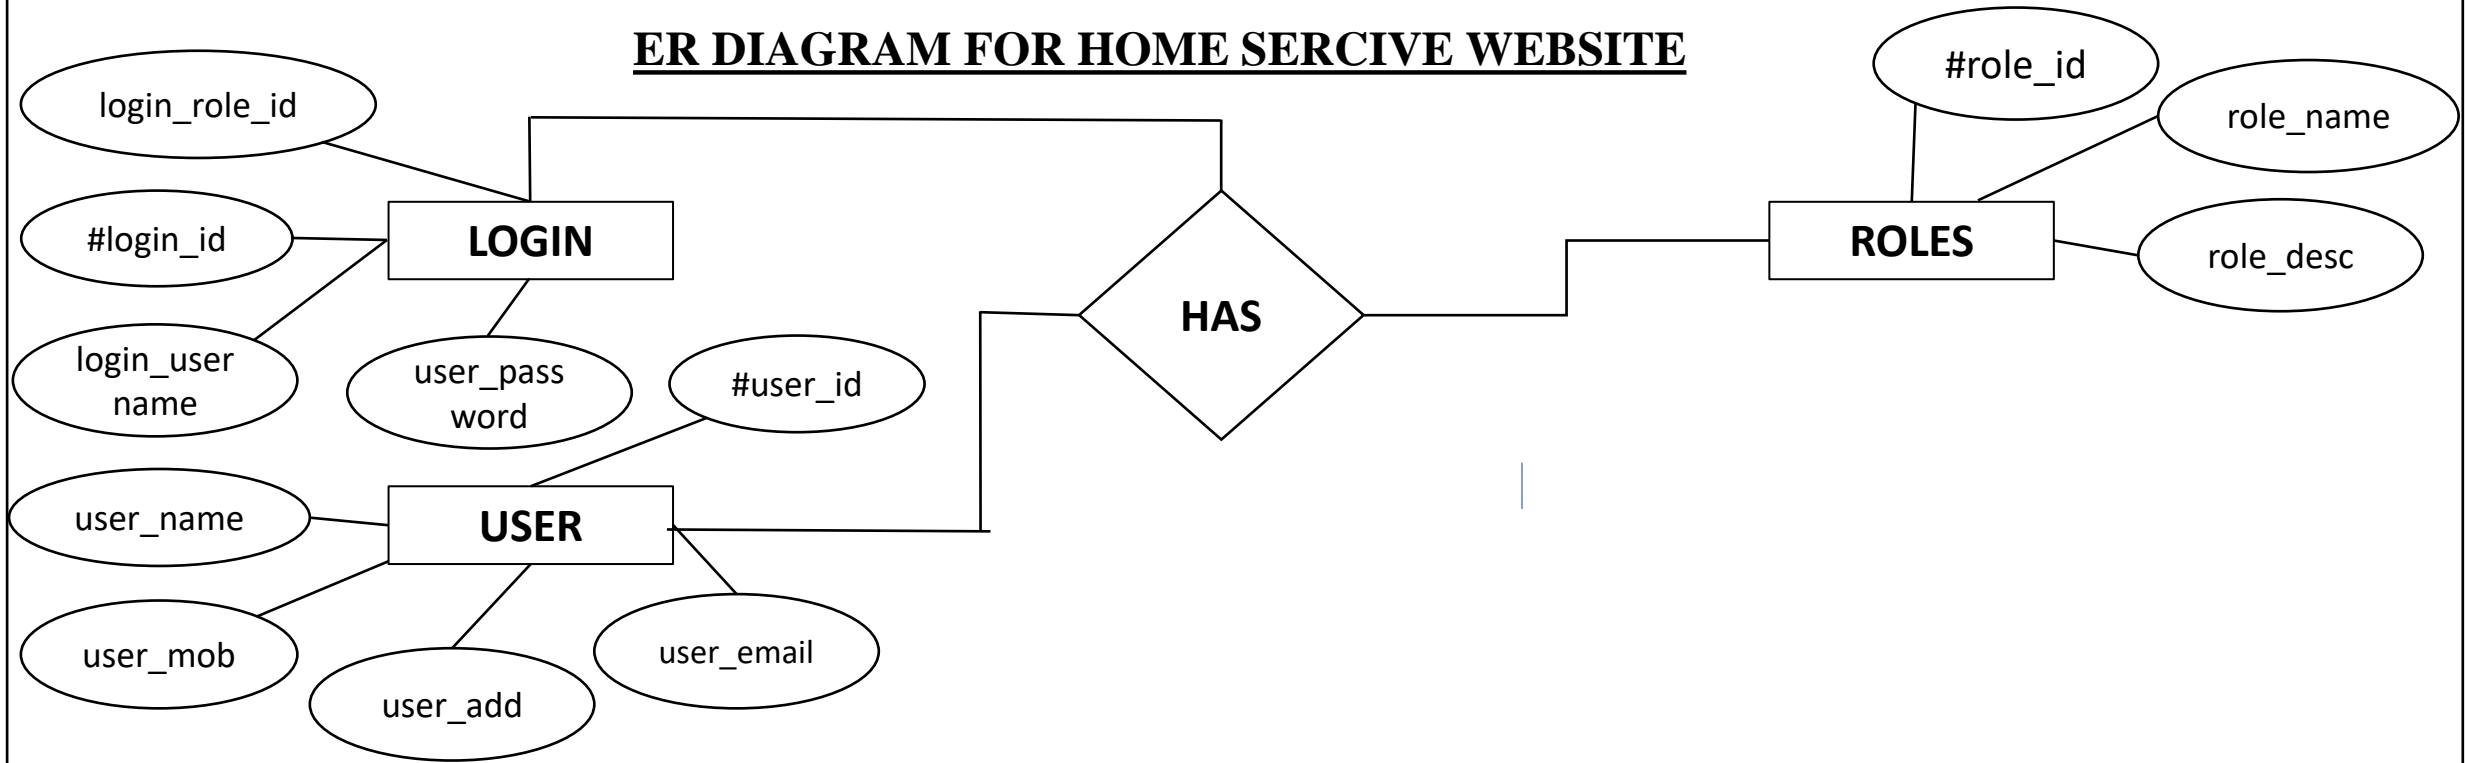 ER DIAGRAM FOR HOME SERCIVE WEBSITE
#role_id
login_role_id
role_name
#login_id
LOGIN
ROLES
role_desc
HAS
login_user
name
user_pass
word
#user_id
user_name
USER
user_mob
user_email
user_add